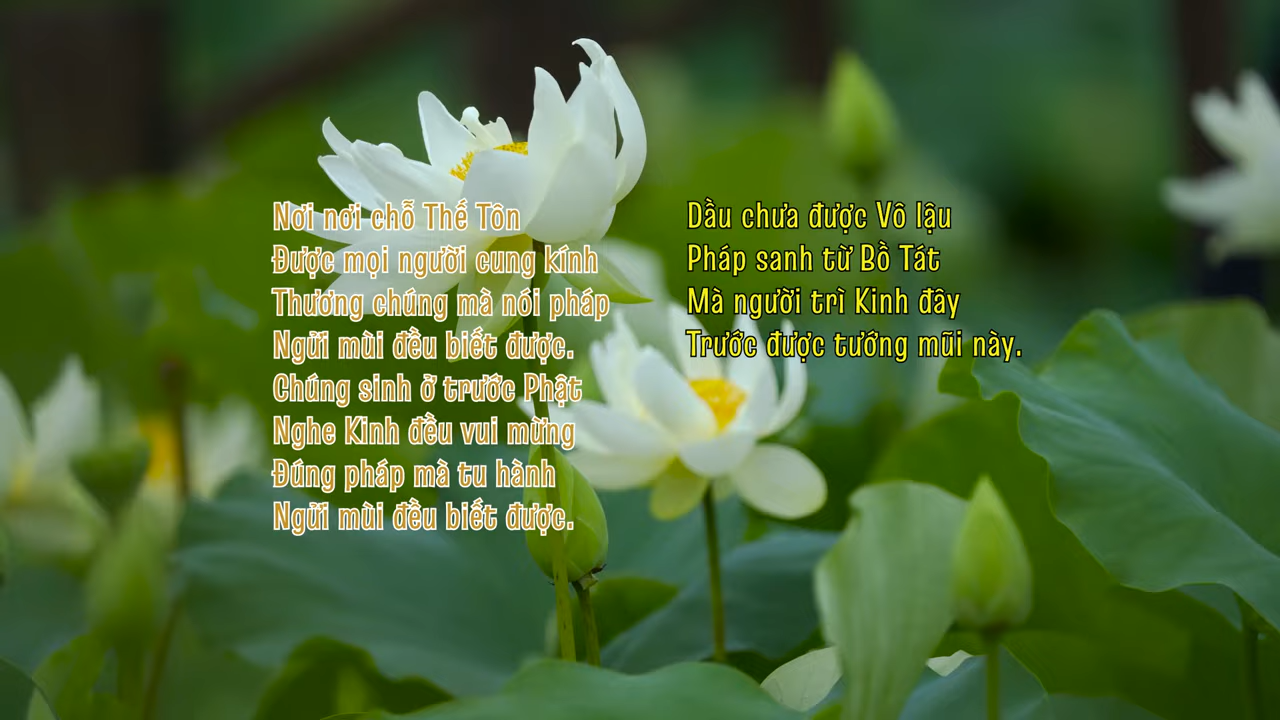 Nơi nơi chỗ Thế Tôn
Được mọi người cung kính
Thương chúng mà nói pháp
Ngửi mùi đều biết được.
Chúng sinh ở trước Phật
Nghe Kinh đều vui mừng
Đúng pháp mà tu hành
Ngửi mùi đều biết được.
Dầu chưa được Vô lậu
Pháp sanh từ Bồ Tát
Mà người trì Kinh đây
Trước được tướng mũi này.